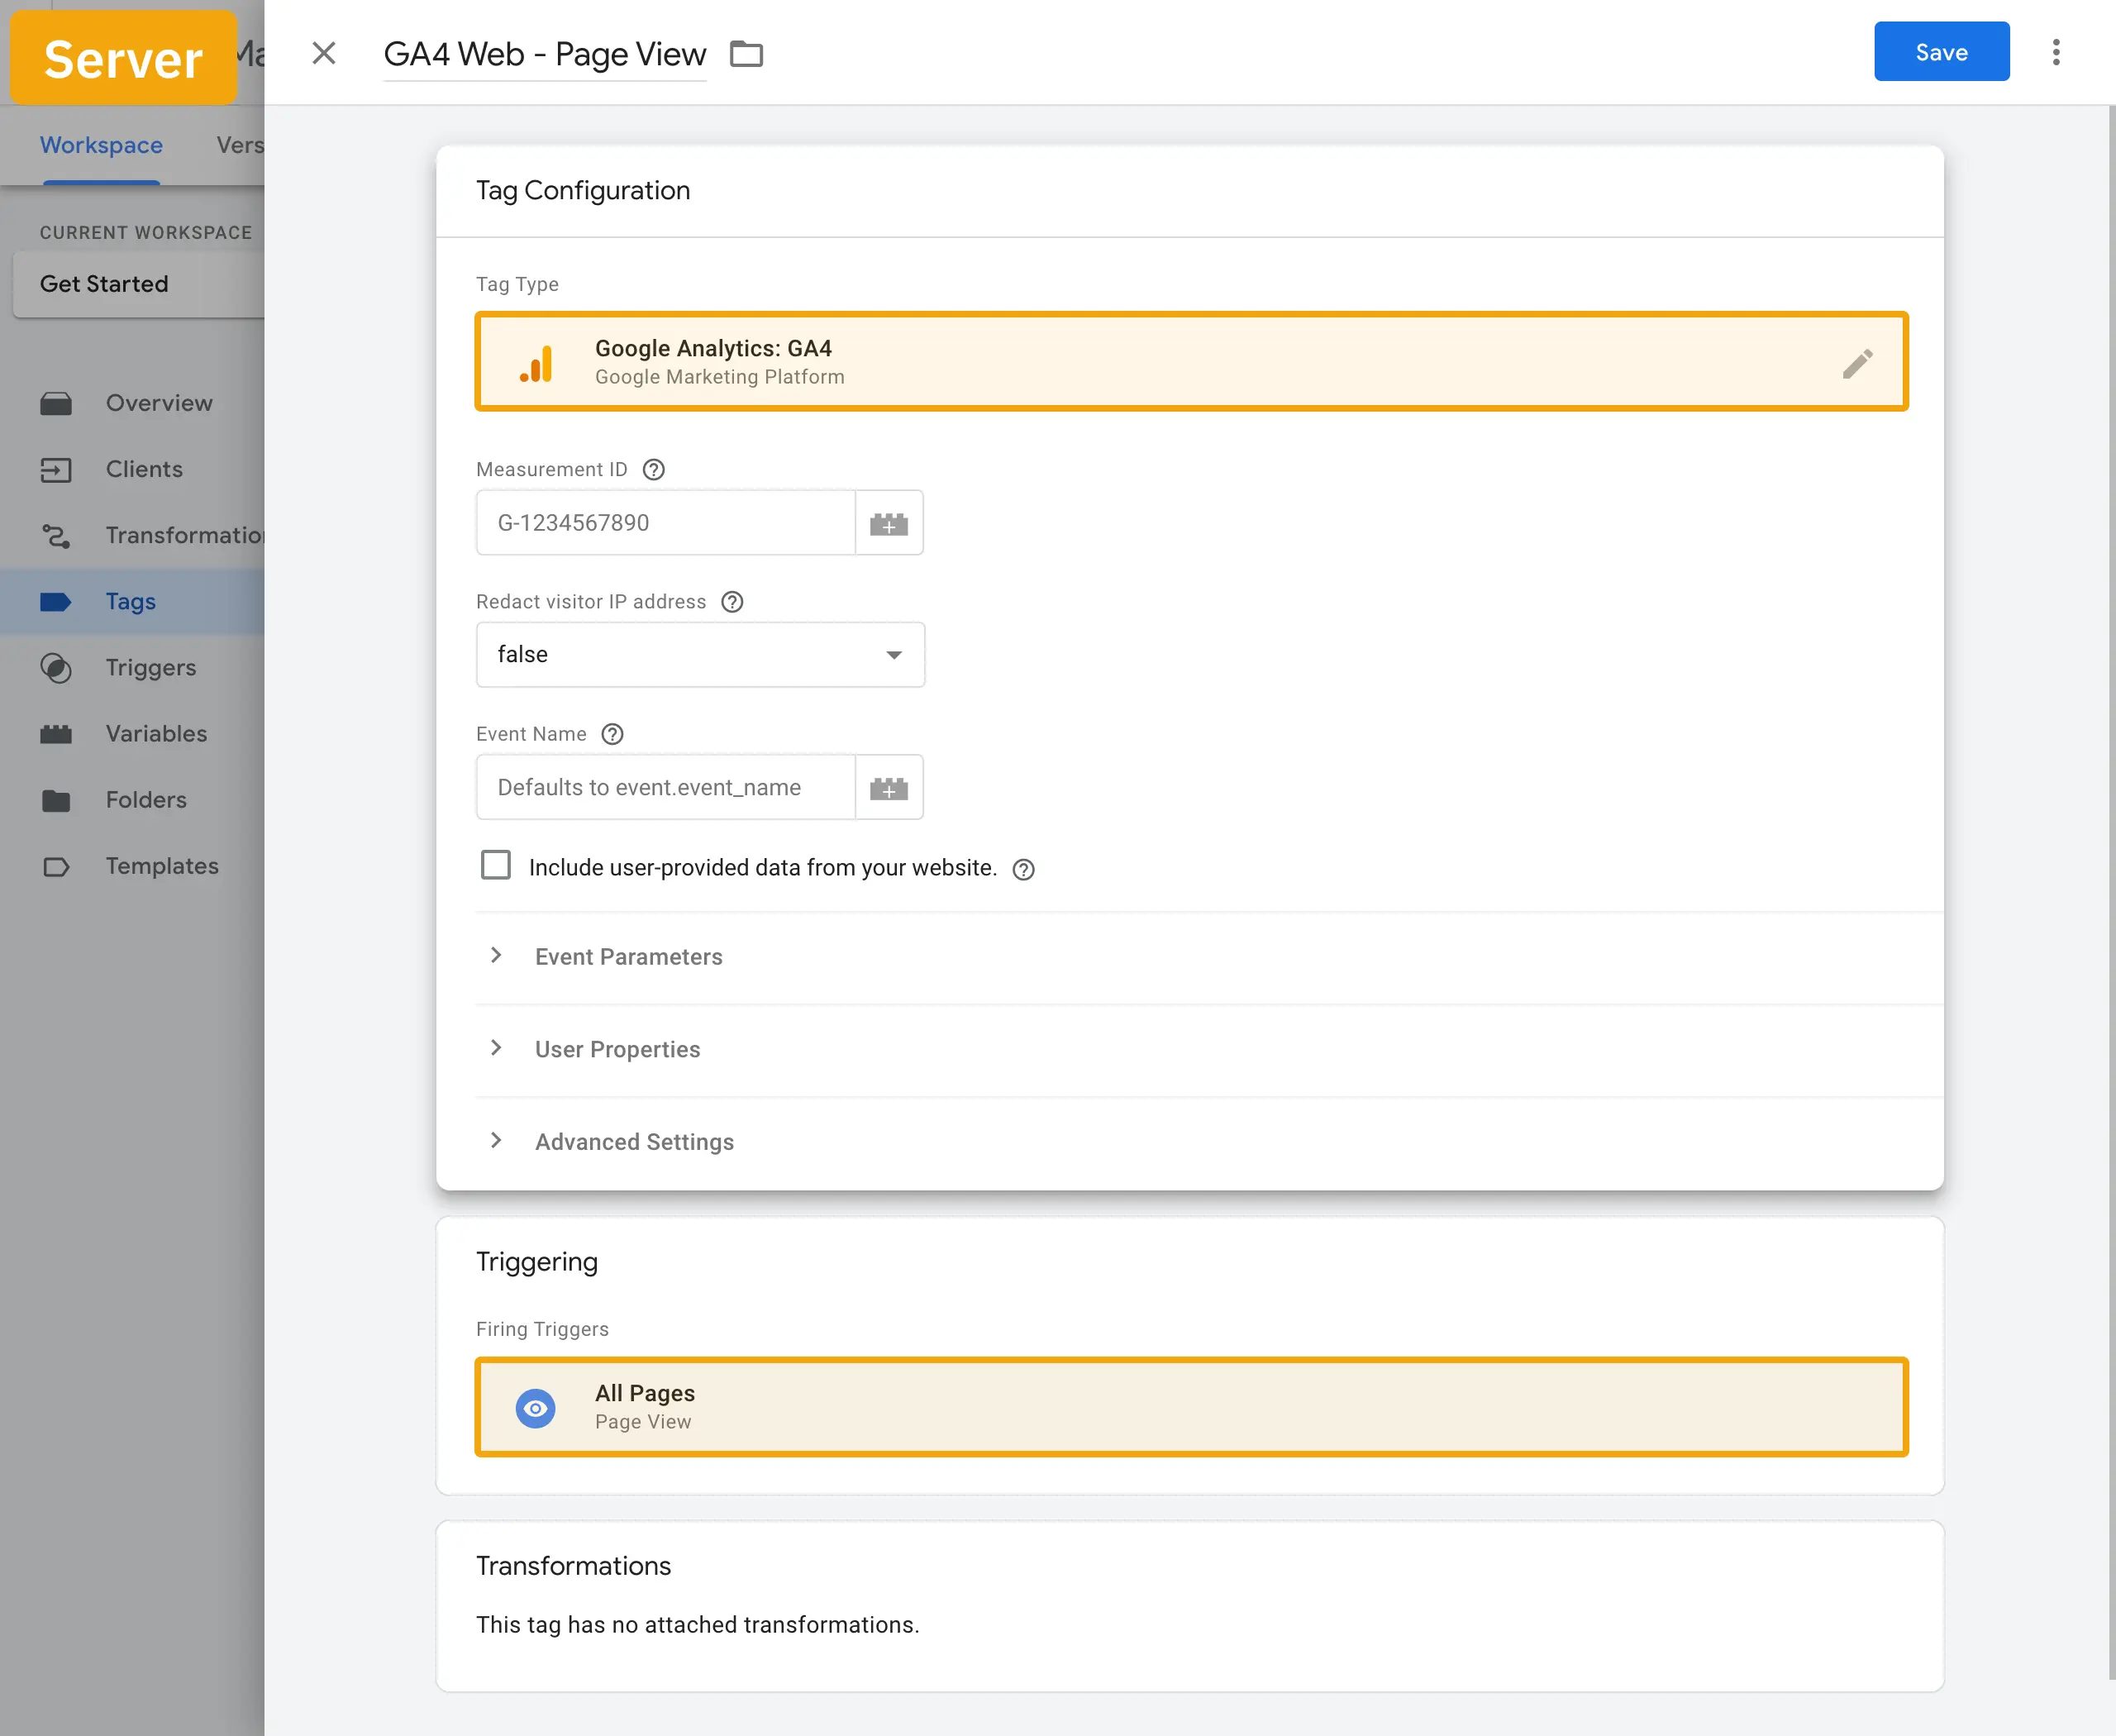 Server
GA4 Web - Page View
Save
Workspace
CURRENT WORKSPACE
Get Started
Overview
Clients
Tags
Triggers
Variables
Folders
Templates
Tag Configuration
Tag Type
Google Analytics: GA4
Google Marketing Platform
Measurement ID
G-1234567890
Redact visitor IP address
false
Event Name
Defaults to event.event_name
Include user-provided data from your website.
Event Parameters
User Properties
Advanced Settings
Triggering
Firing Triggers
All Pages
Page View
Transformations
This tag has no attached transformations.